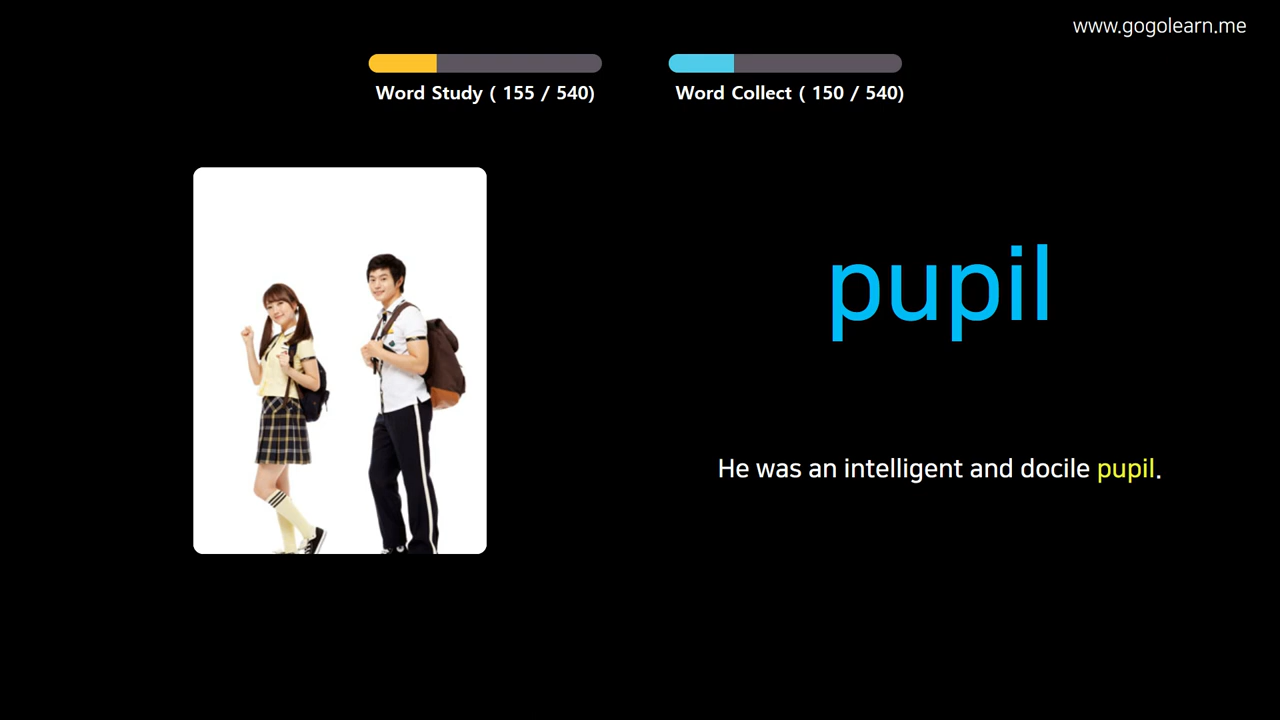 www.gogolearn.me
Word Study ( 155 / 540)
Word Collect ( 150 / 540)
pupil
He was an intelligent and docile pupil.